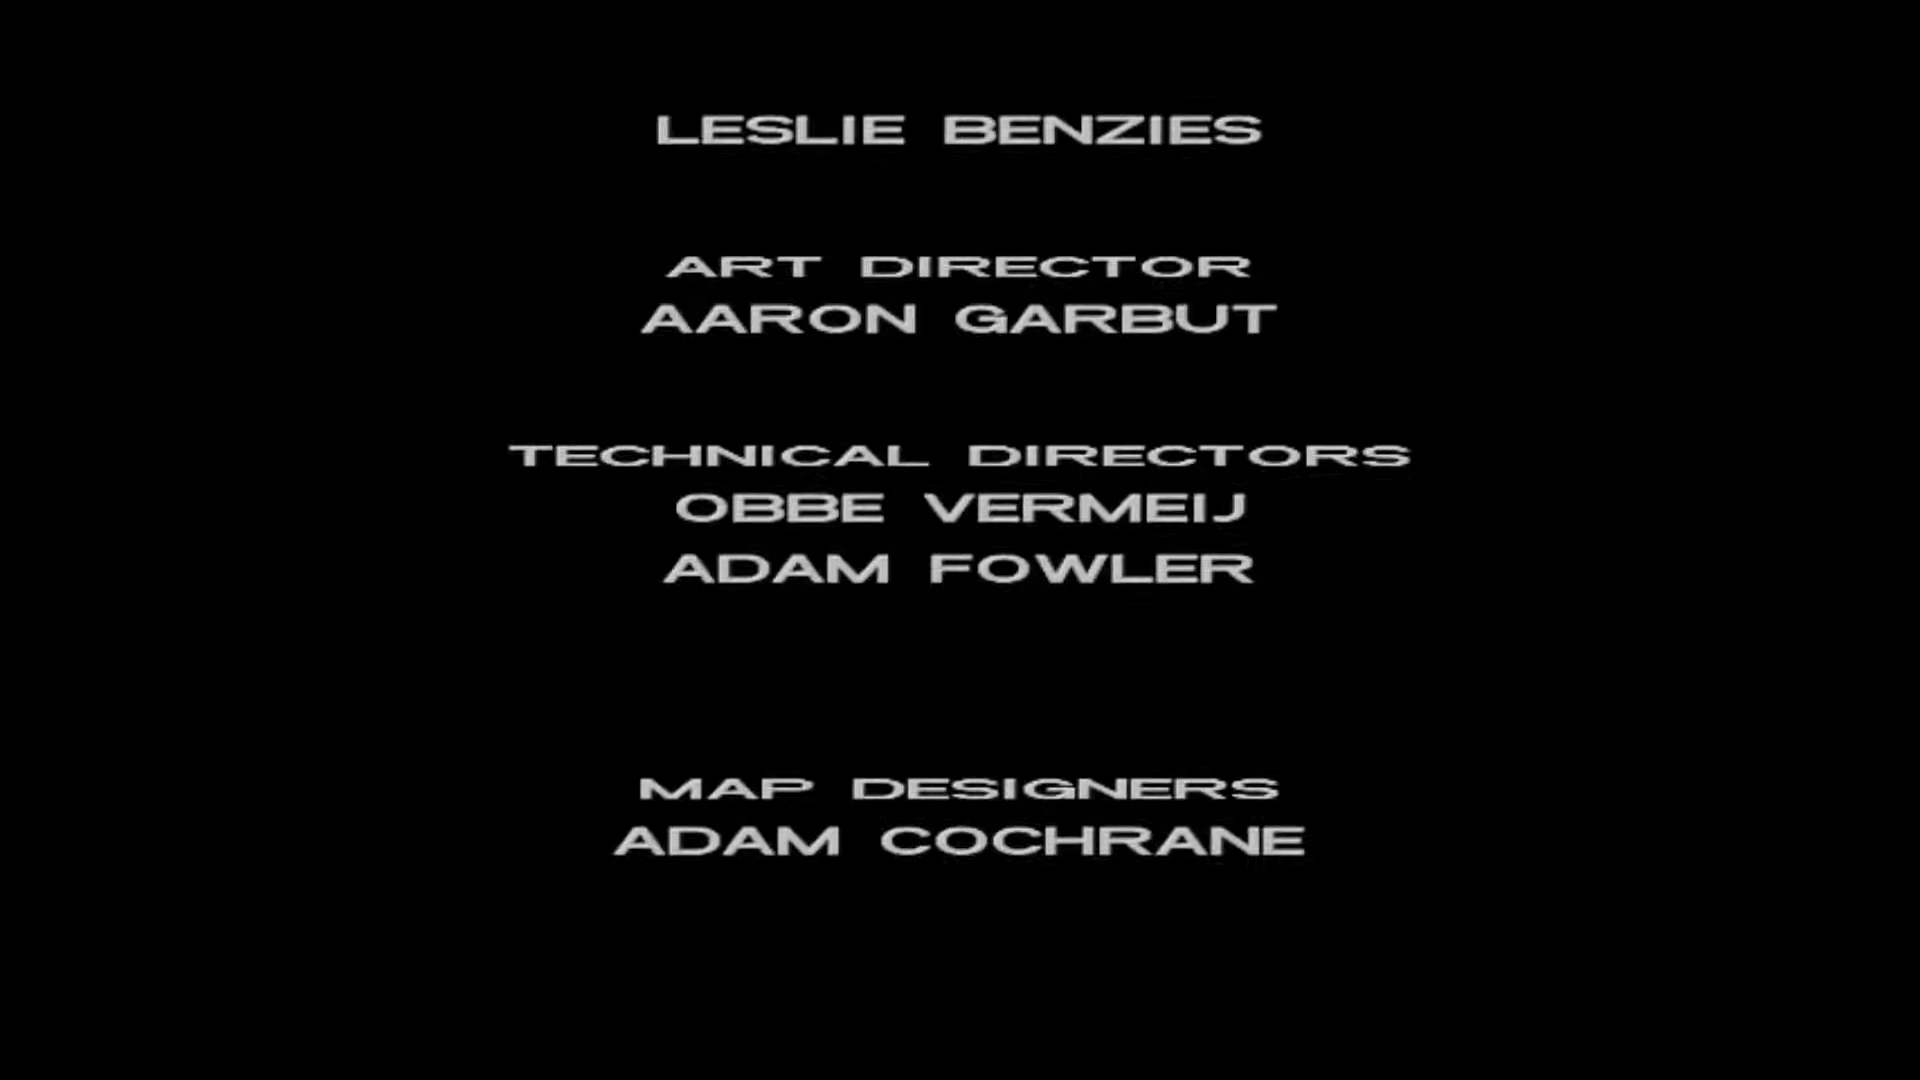 LESLIE BENZIES
ART DIRECTOR
AARON GARBUT
TECHNICAL DIRECTORS
OBBE VERMEIJ
ADAM FOWLER
MAP DESIGNERS
ADAM COCHRANE